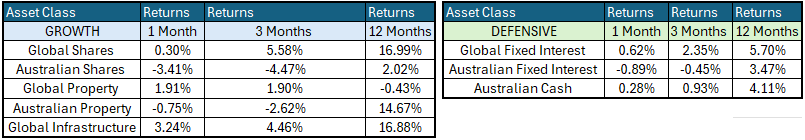 Asset Class Returns Returns Returns
GROWTH 1 Month 3 Months 12 Months
Global Shares 0.30% 5.58% 16.99%
Australian Shares -3.41% -4.47% 2.02%
Global Property 1.91% 1.90% -0.43%
Australian Property -0.75% -2.62% 14.67%
Global Infrastructure 3.24% 4.46% 16.88%
Asset Class Returns Returns Returns
DEFENSIVE 1 Month 3 Months 12 Months
Global Fixed Interest 0.62% 2.35% 5.70%
Australian Fixed Interest -0.89% -0.45% 3.47%
Australian Cash 0.28% 0.93% 4.11%